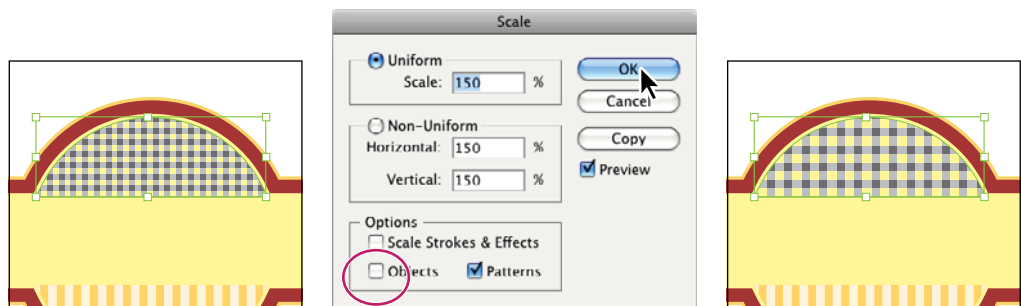 Scale
Uniform
Scale: 150 %
Non-Uniform
Horizontal: 150 %
Vertical: 150 %
Options
Scale Strokes & Effects
Objects
Patterns
OK
Cancel
Copy
Preview